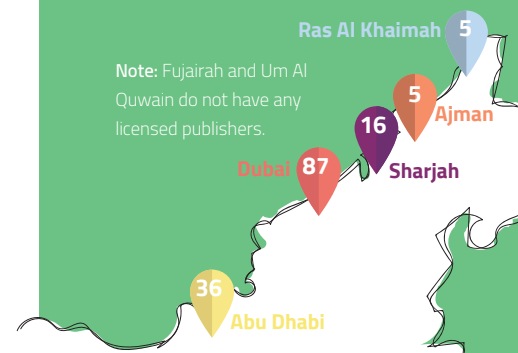 Ras Al Khaimah 5
Note: Fujairah and Um Al
Quwain do not have any
licensed publishers.
5
Ajman
16
Sharjah
Dubai 87
36
Abu Dhabi